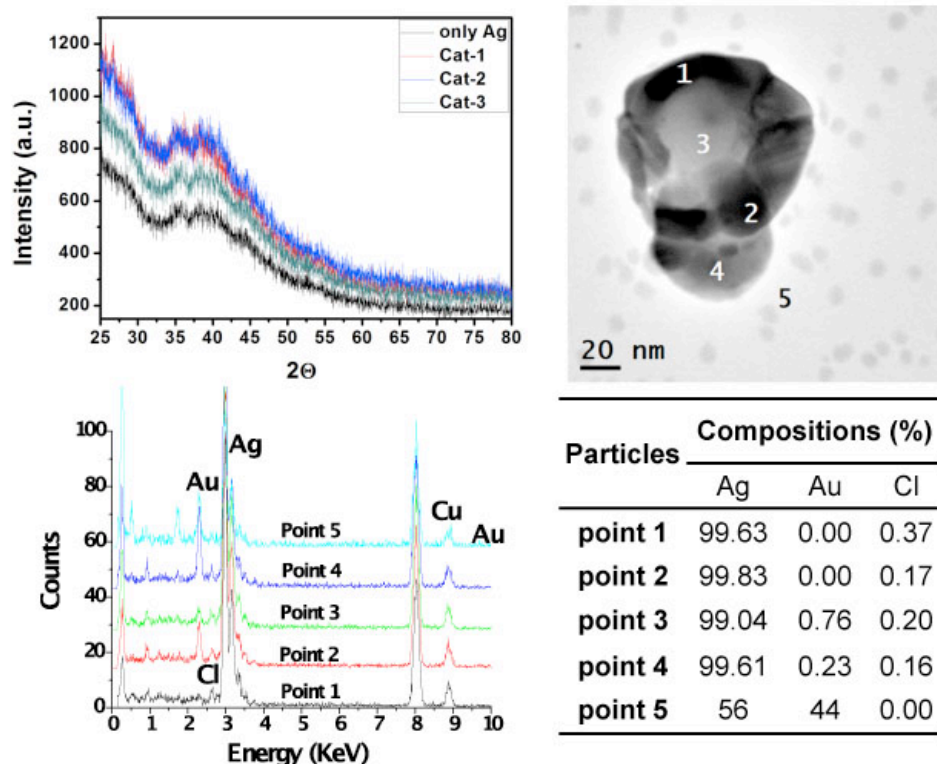 1200
1000
800
600
400
200
Intensity (a.u.)
only Ag
Cat-1
Cat-2
Cat-3
25 30 35 40 45 50 55 60 65 70 75 80
2Θ
1
3
2
4
5
20 nm
100
80
60
40
20
0
Counts
Au
Ag
Cu
Au
Cl
Point 5
Point 4
Point 3
Point 2
Point 1
0 1 2 3 4 5 6 7 8 9 10
Energy (KeV)
Particles Compositions (%)
Ag Au Cl
point 1 99.63 0.00 0.37
point 2 99.83 0.00 0.17
point 3 99.04 0.76 0.20
point 4 99.61 0.23 0.16
point 5 56 44 0.00